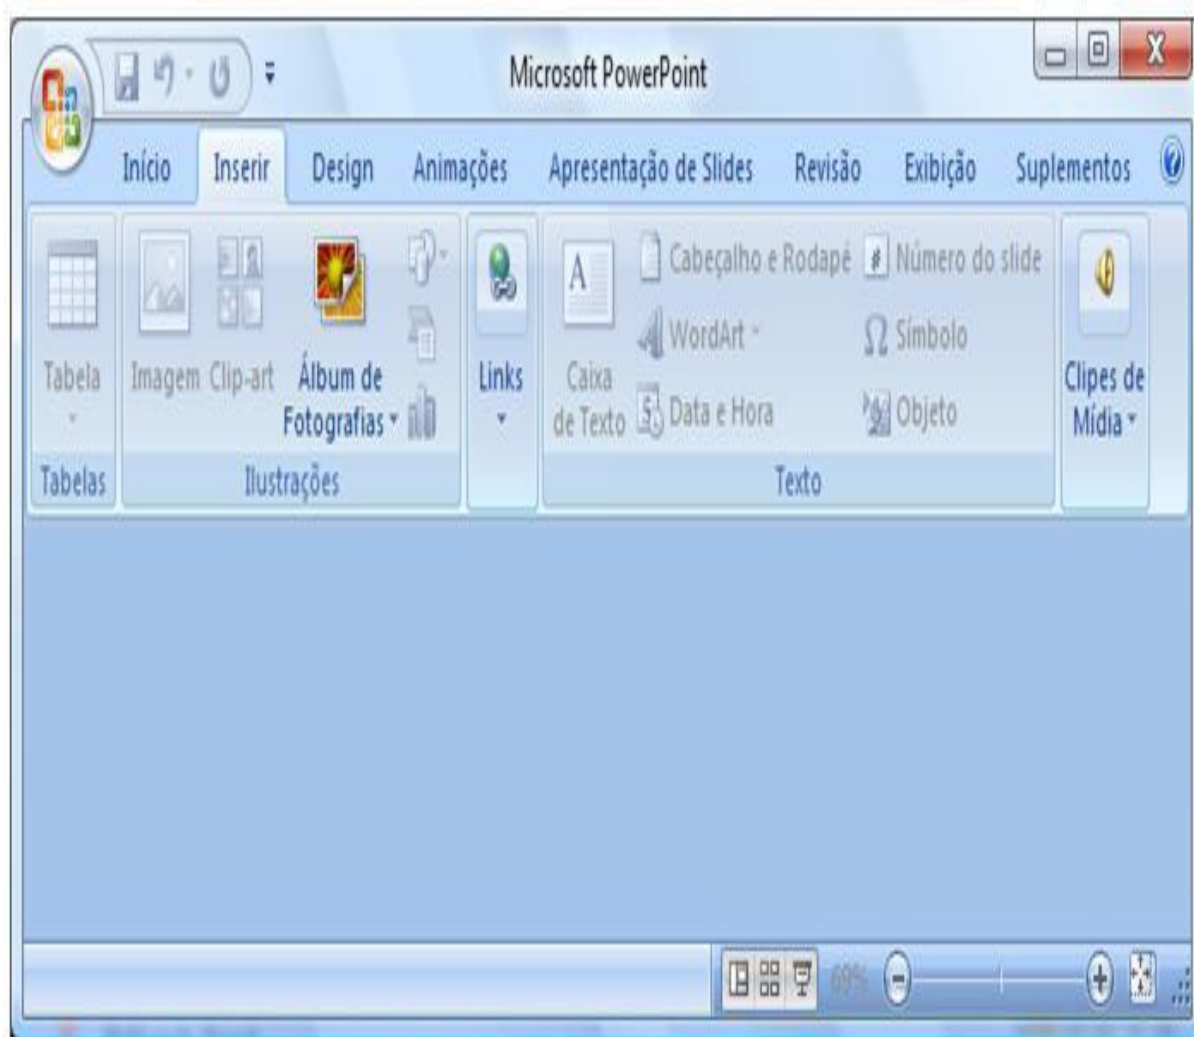 Microsoft PowerPoint
Início Inserir Design Animações Apresentação de Slides Revisão Exibição Suplementos
Tabela
Imagem
Clip-art
Álbum de
Fotografias
Links
Caixa
de Texto
Cabeçalho e Rodapé
WordArt
Data e Hora
# Número do slide
Ω Símbolo
Objeto
Clipes de
Mídia
Tabelas
Ilustrações
Texto
69%